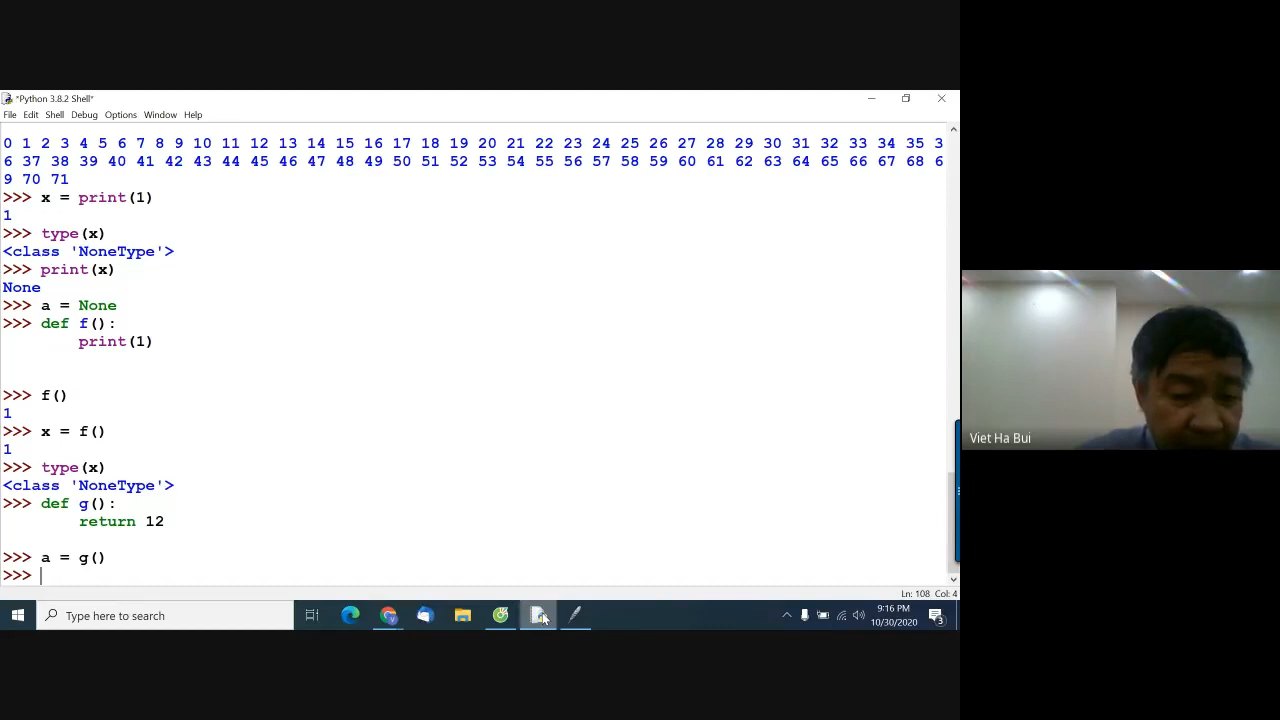 *Python 3.8.2 Shell*
File Edit Shell Debug Options Window Help
0 1 2 3 4 5 6 7 8 9 10 11 12 13 14 15 16 17 18 19 20 21 22 23 24 25 26 27 28 29 30 31 32 33 34 35 3
6 37 38 39 40 41 42 43 44 45 46 47 48 49 50 51 52 53 54 55 56 57 58 59 60 61 62 63 64 65 66 67 68 6
9 70 71
>>> x = print(1)
1
>>> type(x)
<class 'NoneType'>
>>> print(x)
None
>>> a = None
>>> def f():
print(1)
>>> f()
1
>>> x = f()
1
>>> type(x)
<class 'NoneType'>
>>> def g():
return 12
>>> a = g()
>>>
Ln: 108 Col: 4
Type here to search
9:16 PM
10/30/2020
3
Viet Ha Bui